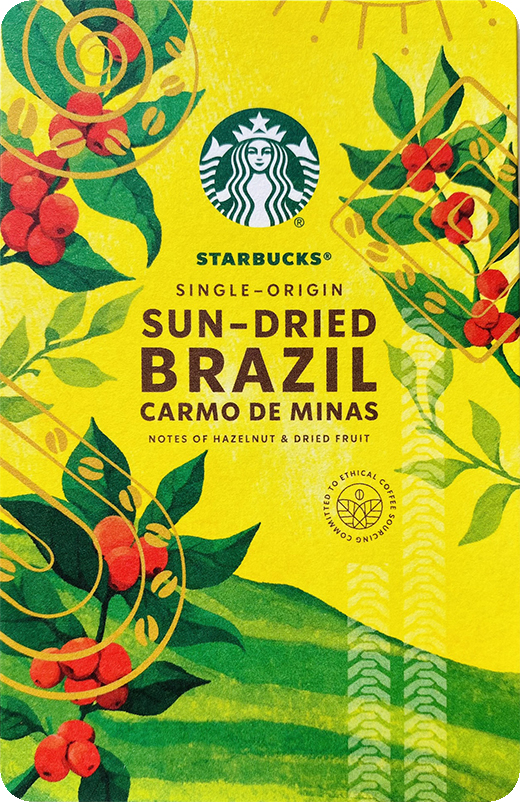 STARBUCKS®
SINGLE-ORIGIN
SUN-DRIED
BRAZIL
CARMO DE MINAS
NOTES OF HAZELNUT & DRIED FRUIT
COMMITTED TO ETHICAL COFFEE SOURCING